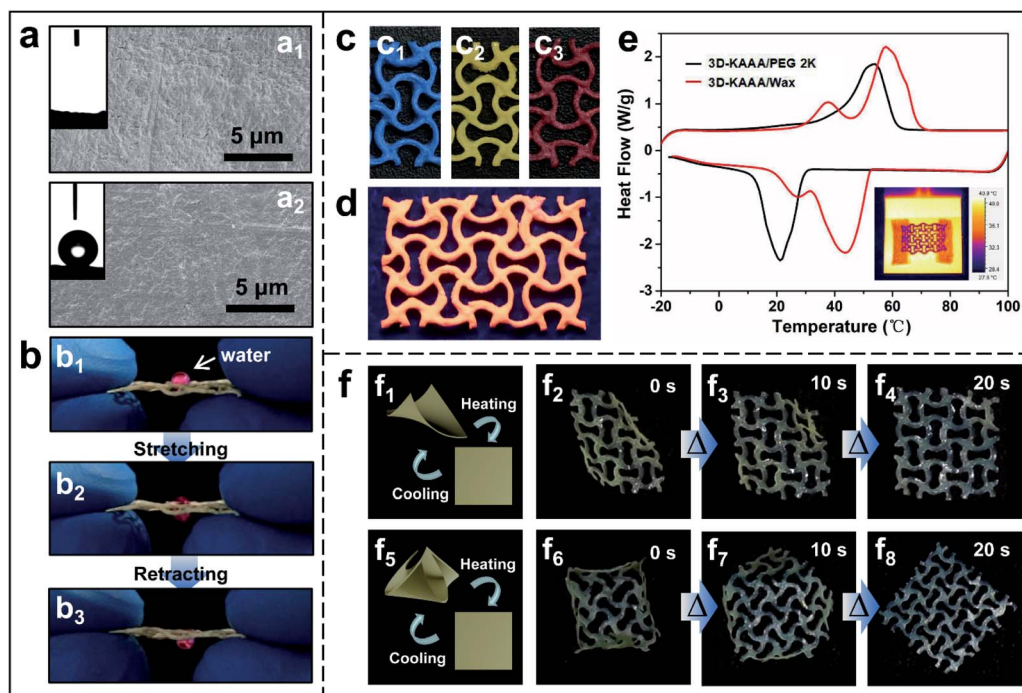 a
a1
5 µm
a2
5 µm
b
b1
water
Stretching
b2
Retracting
b3
c
c1
c2
c3
d
e
3D-KAAA/PEG 2K
3D-KAAA/Wax
Heat Flow (W/g)
2
1
0
-1
-2
-3
-20 0 20 40 60 80 100
Temperature (℃)
f
f1
Heating
Cooling
f2
0 s
Δ
f3
10 s
Δ
f4
20 s
f5
Heating
Cooling
f6
0 s
Δ
f7
10 s
Δ
f8
20 s